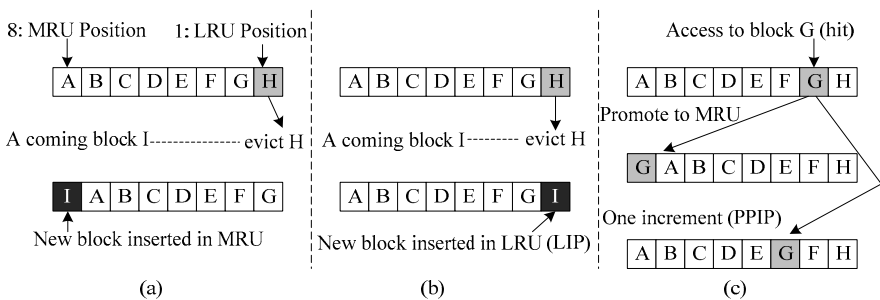 8: MRU Position
1: LRU Position
A B C D E F G H
A coming block I
evict H
I A B C D E F G
New block inserted in MRU
(a)
A B C D E F G H
A coming block I
evict H
A B C D E F G I
New block inserted in LRU (LIP)
(b)
Access to block G (hit)
A B C D E F G H
Promote to MRU
G A B C D E F H
One increment (PPIP)
A B C D E G F H
(c)